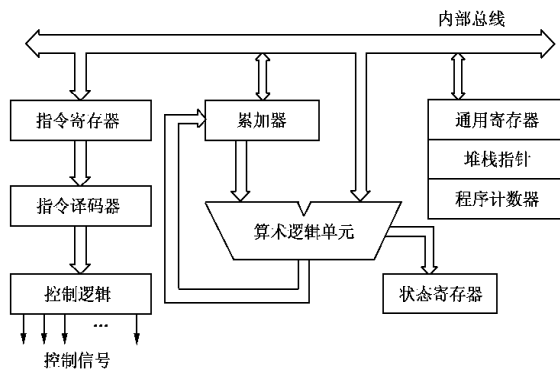 内部总线
指令寄存器
累加器
通用寄存器
堆栈指针
指令译码器
程序计数器
算术逻辑单元
控制逻辑
状态寄存器
...
控制信号